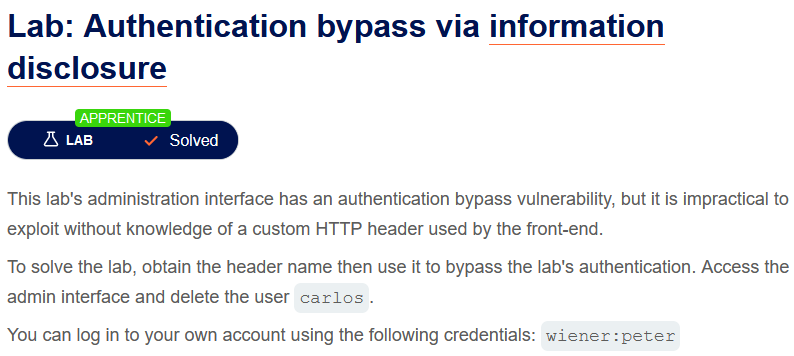 Lab: Authentication bypass via information
disclosure
APPRENTICE
LAB
Solved
This lab's administration interface has an authentication bypass vulnerability, but it is impractical to
exploit without knowledge of a custom HTTP header used by the front-end.
To solve the lab, obtain the header name then use it to bypass the lab's authentication. Access the
admin interface and delete the user carlos.
You can log in to your own account using the following credentials: wiener:peter